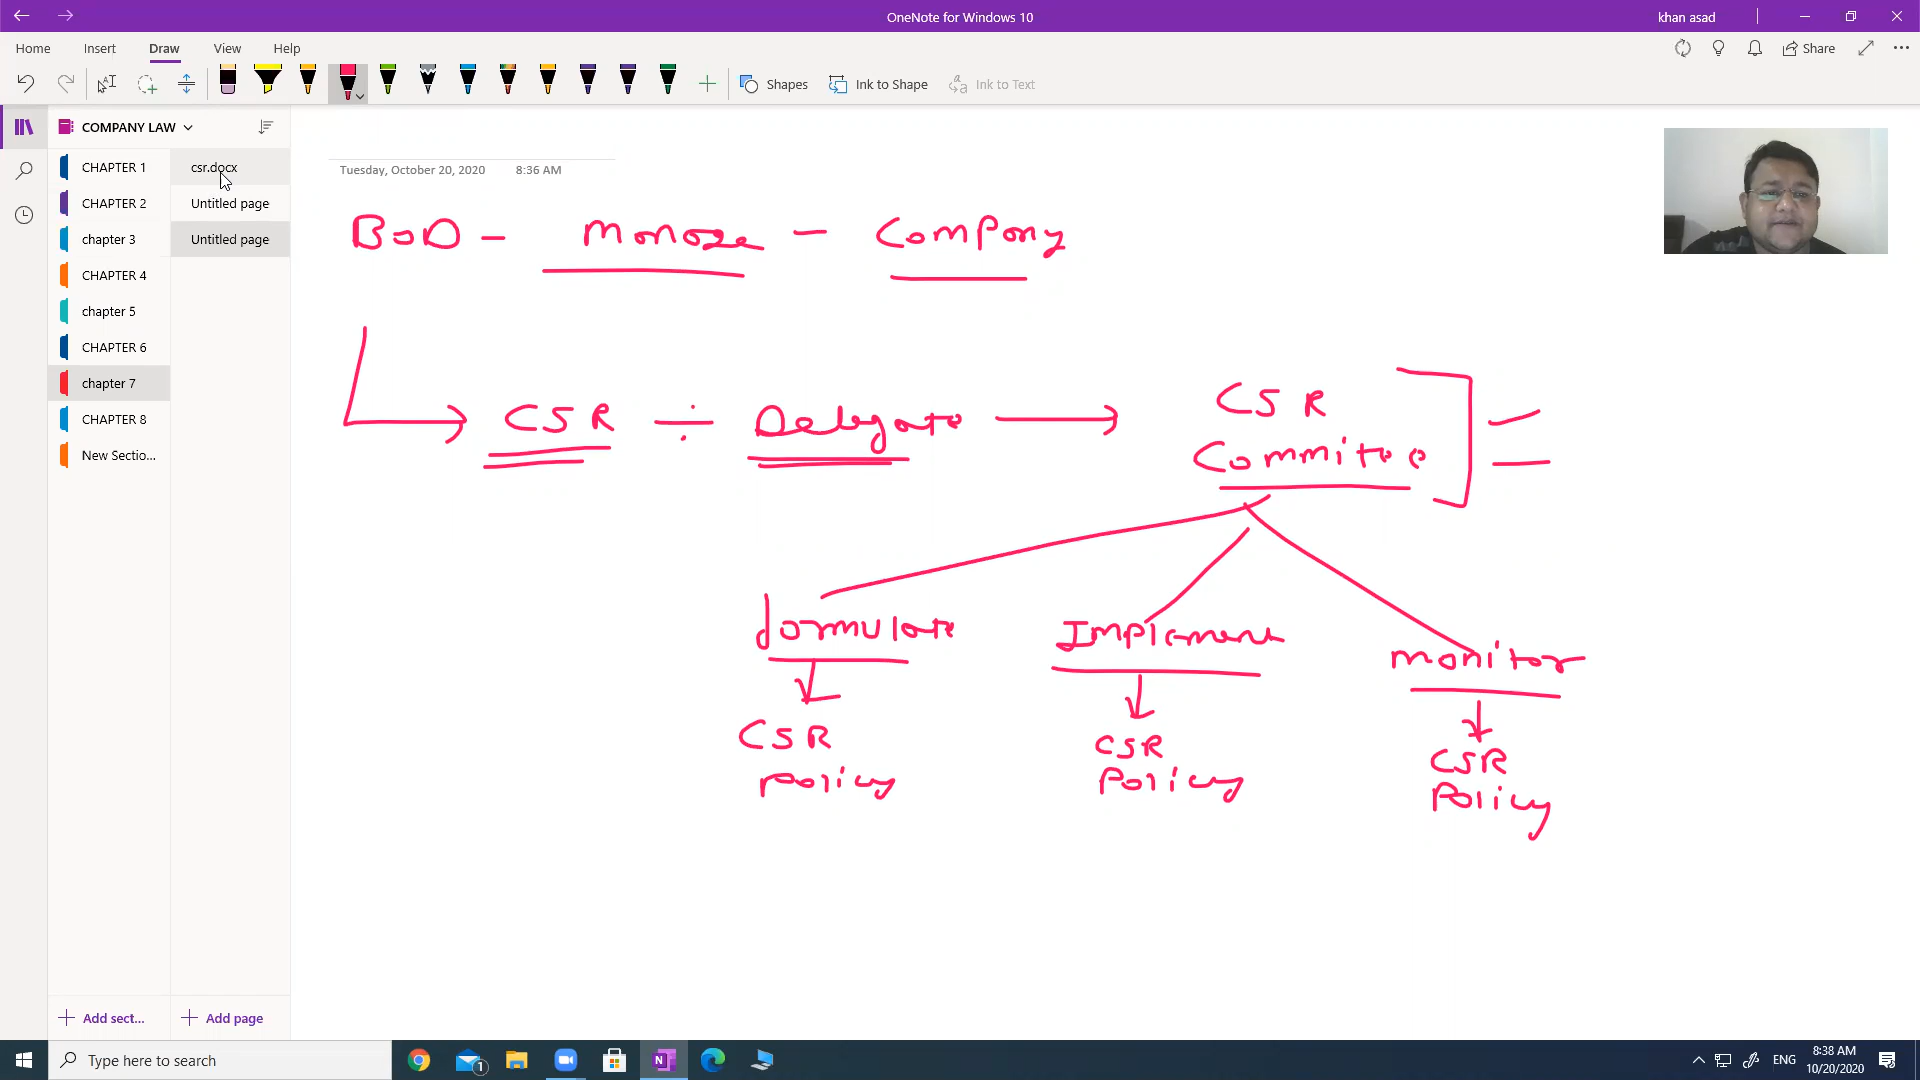 OneNote for Windows 10
khan asad
Home Insert Draw View Help
Share
Shapes
Ink to Shape
Ink to Text
COMPANY LAW
CHAPTER 1
CHAPTER 2
chapter 3
CHAPTER 4
chapter 5
CHAPTER 6
chapter 7
CHAPTER 8
New Sectio...
csr.docx
Untitled page
Untitled page
Tuesday, October 20, 2020 8:36 AM
BoD - manage - Company
CSR ÷ Delegate → CSR
Commitee
formulate Implement monitor
CSR
Policy
CSR
Policy
CSR
Policy
Add sect...
Add page
Type here to search
1
N
ENG
8:38 AM
10/20/2020